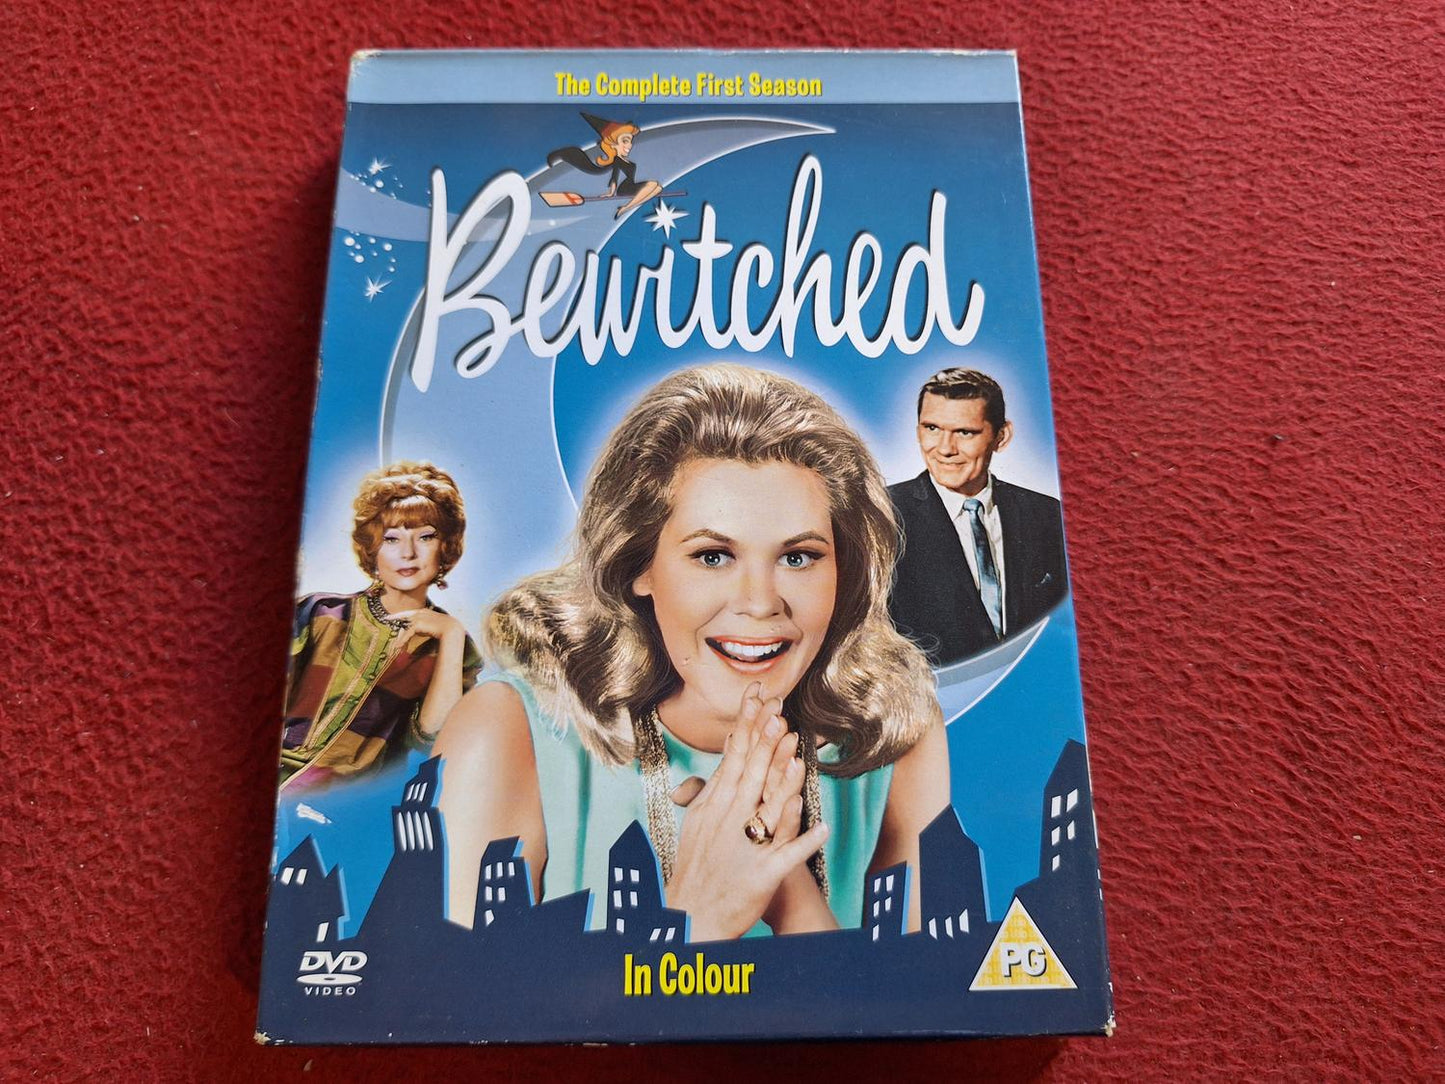 The Complete First Season
Bewitched
DVD
VIDEO
In Colour
PG